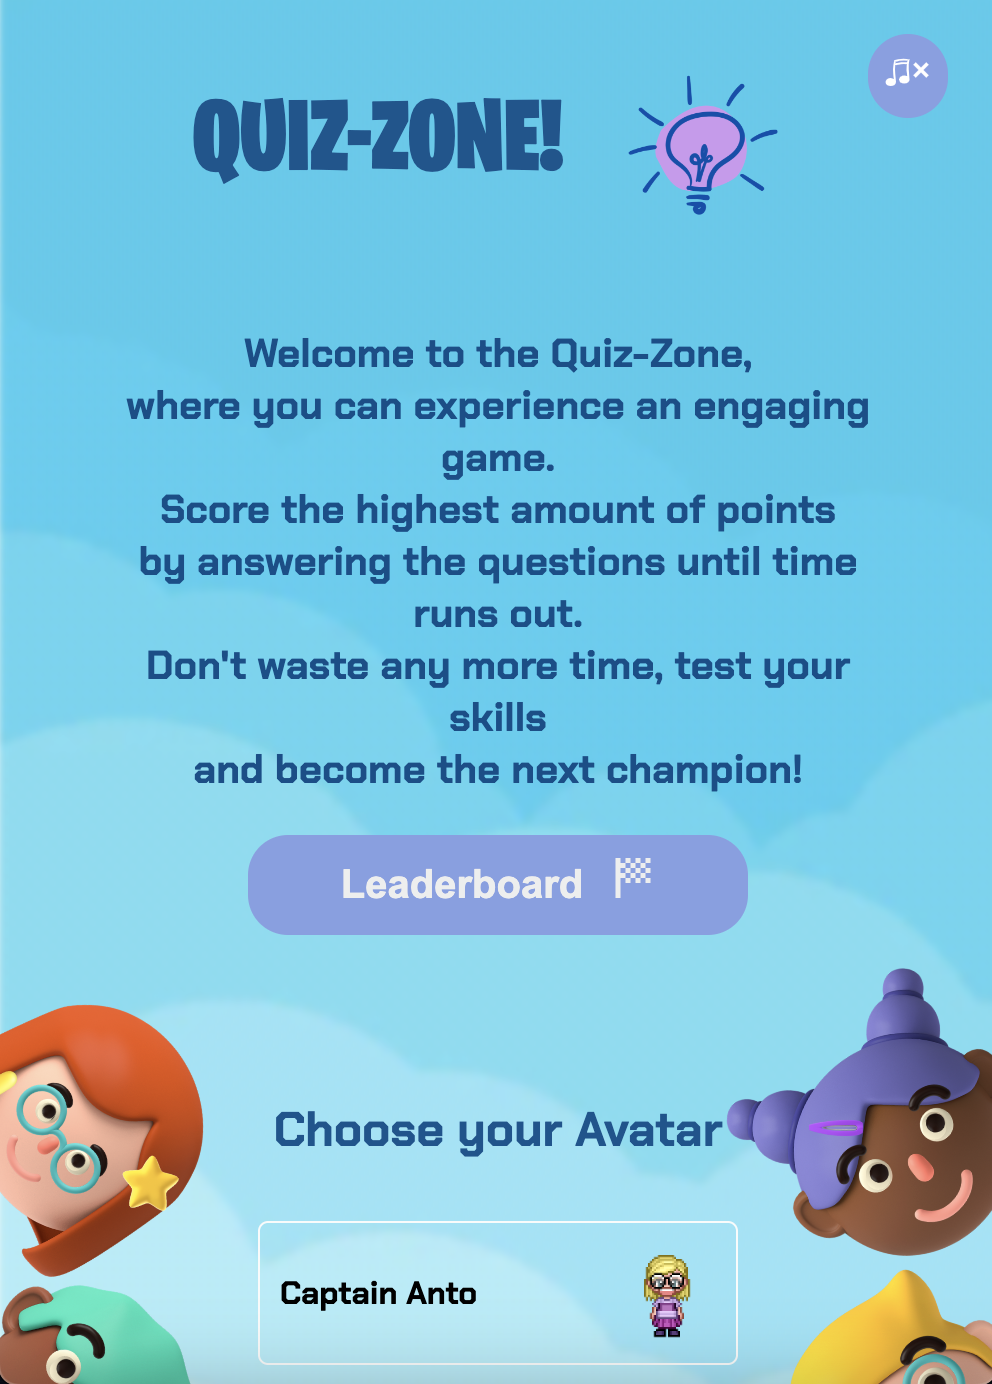 QUIZ-ZONE!
Welcome to the Quiz-Zone,
where you can experience an engaging
game.
Score the highest amount of points
by answering the questions until time
runs out.
Don't waste any more time, test your
skills
and become the next champion!
Leaderboard
Choose your Avatar
Captain Anto